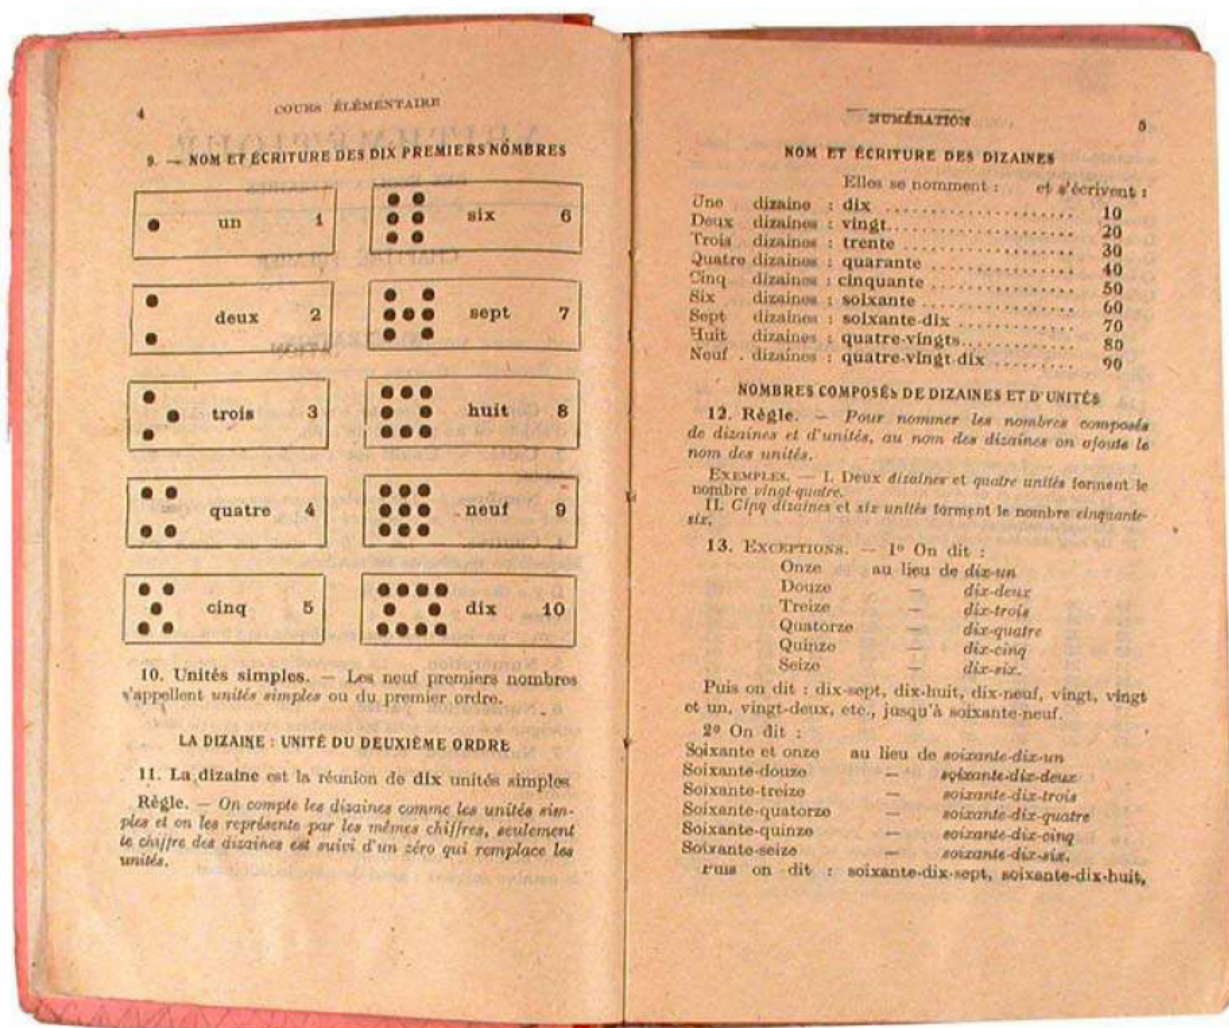 4
COURS ÉLÉMENTAIRE
9. — NOM ET ÉCRITURE DES DIX PREMIERS NOMBRES
un 1
six 6
deux 2
sept 7
trois 3
huit 8
quatre 4
neuf 9
cinq 5
dix 10
10. Unités simples. — Les neuf premiers nombres
s'appellent unités simples ou du premier ordre.
LA DIZAINE : UNITÉ DU DEUXIÈME ORDRE
11. La dizaine est la réunion de dix unités simples
Règle. — On compte les dizaines comme les unités sim-
ples et on les représente par les mêmes chiffres, seulement
le chiffre des dizaines est suivi d'un zéro qui remplace les
unités.
NUMÉRATION
5
NOM ET ÉCRITURE DES DIZAINES
Elles se nomment : et s'écrivent :
Une dizaine : dix ..................... 10
Deux dizaines : vingt..................... 20
Trois dizaines : trente .................... 30
Quatre dizaines : quarante ................ 40
Cinq dizaines : cinquante ................ 50
Six dizaines : soixante ................. 60
Sept dizaines : soixante-dix ............. 70
Huit dizaines : quatre-vingts............. 80
Neuf dizaines : quatre-vingt-dix ......... 90
NOMBRES COMPOSÉS DE DIZAINES ET D'UNITÉS
12. Règle. — Pour nommer les nombres composés
de dizaines et d'unités, au nom des dizaines on ajoute le
nom des unités.
EXEMPLES. — I. Deux dizaines et quatre unités forment le
nombre vingt-quatre.
II. Cinq dizaines et six unités forment le nombre cinquante-
six.
13. EXCEPTIONS. — 1º On dit :
Onze au lieu de dix-un
Douze — dix-deux
Treize — dix-trois
Quatorze — dix-quatre
Quinze — dix-cinq
Seize — dix-six.
Puis on dit : dix-sept, dix-huit, dix-neuf, vingt, vingt
et un, vingt-deux, etc., jusqu'à soixante-neuf.
2º On dit :
Soixante et onze au lieu de soixante-dix-un
Soixante-douze — soixante-dix-deux
Soixante-treize — soixante-dix-trois
Soixante-quatorze — soixante-dix-quatre
Soixante-quinze — soixante-dix-cinq
Soixante-seize — soixante-dix-six.
Puis on dit : soixante-dix-sept, soixante-dix-huit,